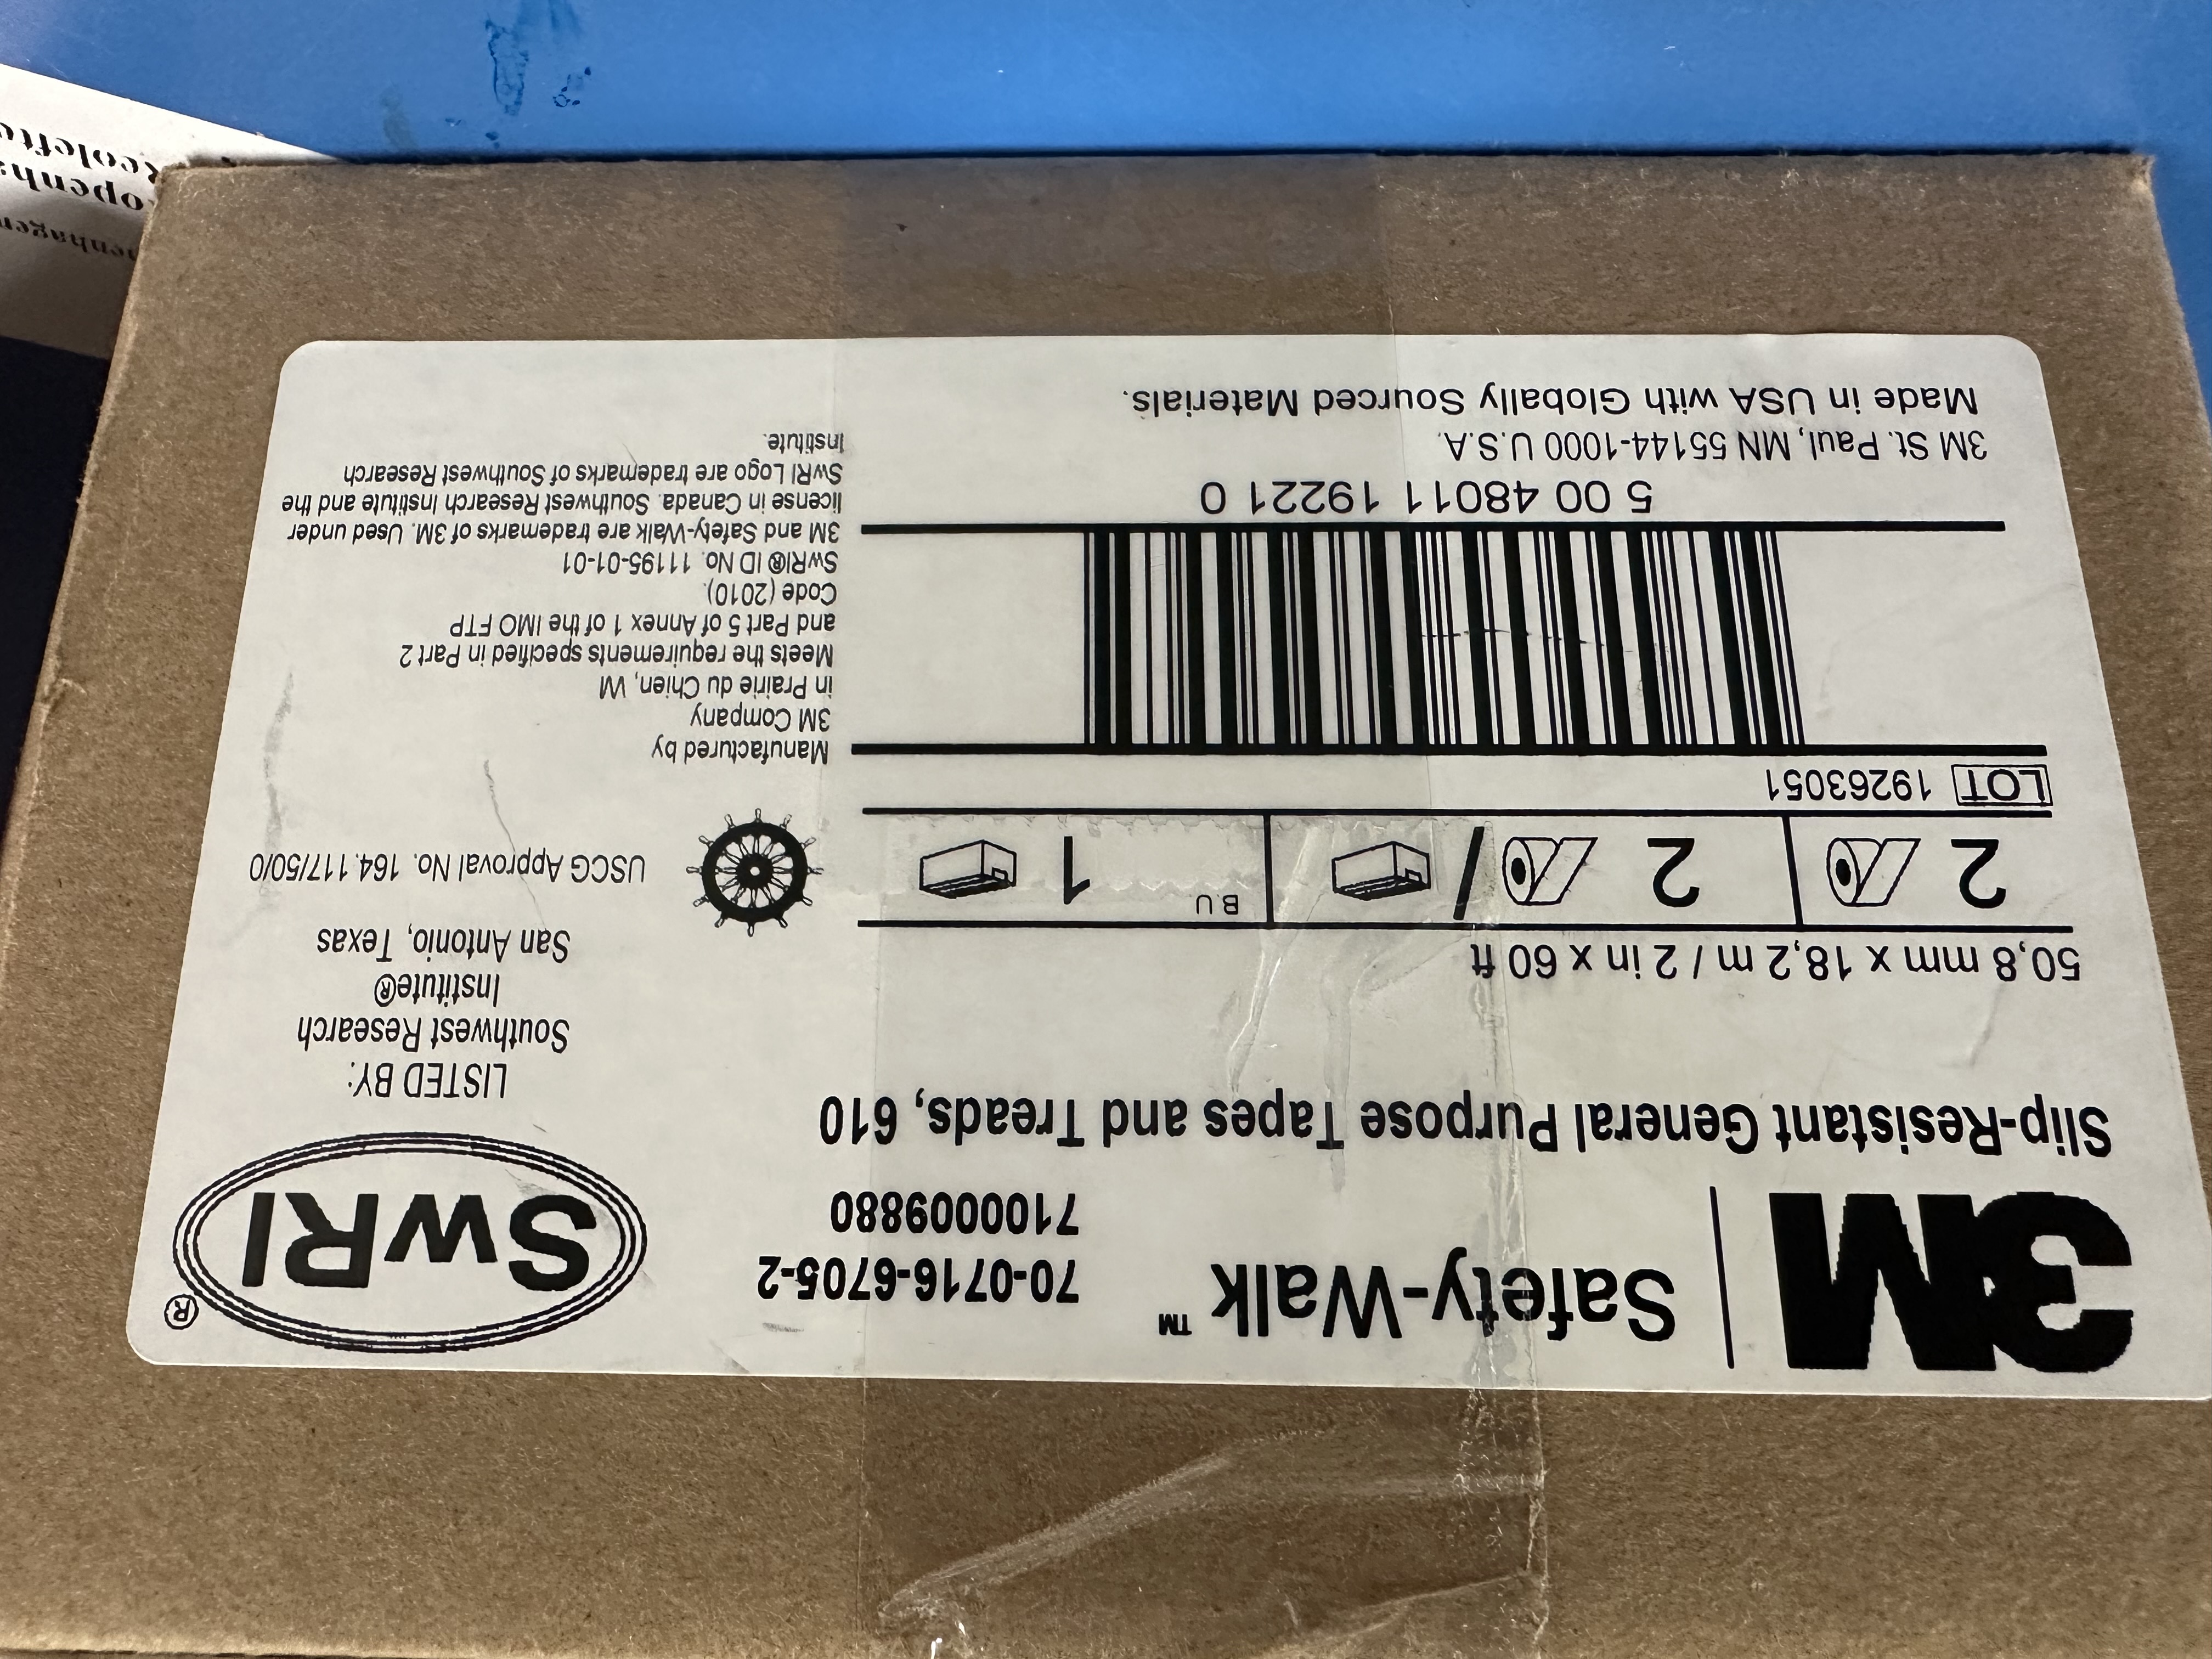 3M
Safety-Walk ™
70-0716-6705-2
7100009880
Slip-Resistant General Purpose Tapes and Treads, 610
50,8 mm x 18,2 m / 2 in x 60 ft
2
2 /
B.U
1
LOT 19263051
5 00 48011 19221 0
3M St. Paul, MN 55144-1000 U.S.A.
Made in USA with Globally Sourced Materials.
SwRI ®
LISTED BY:
Southwest Research
Institute®
San Antonio, Texas
USCG Approval No. 164.117/50/0
Manufactured by
3M Company
in Prairie du Chien, WI
Meets the requirements specified in Part 2
and Part 5 of Annex 1 of the IMO FTP
Code (2010).
SwRI® ID No. 11195-01-01
3M and Safety-Walk are trademarks of 3M. Used under
license in Canada. Southwest Research Institute and the
SwRI Logo are trademarks of Southwest Research
Institute.